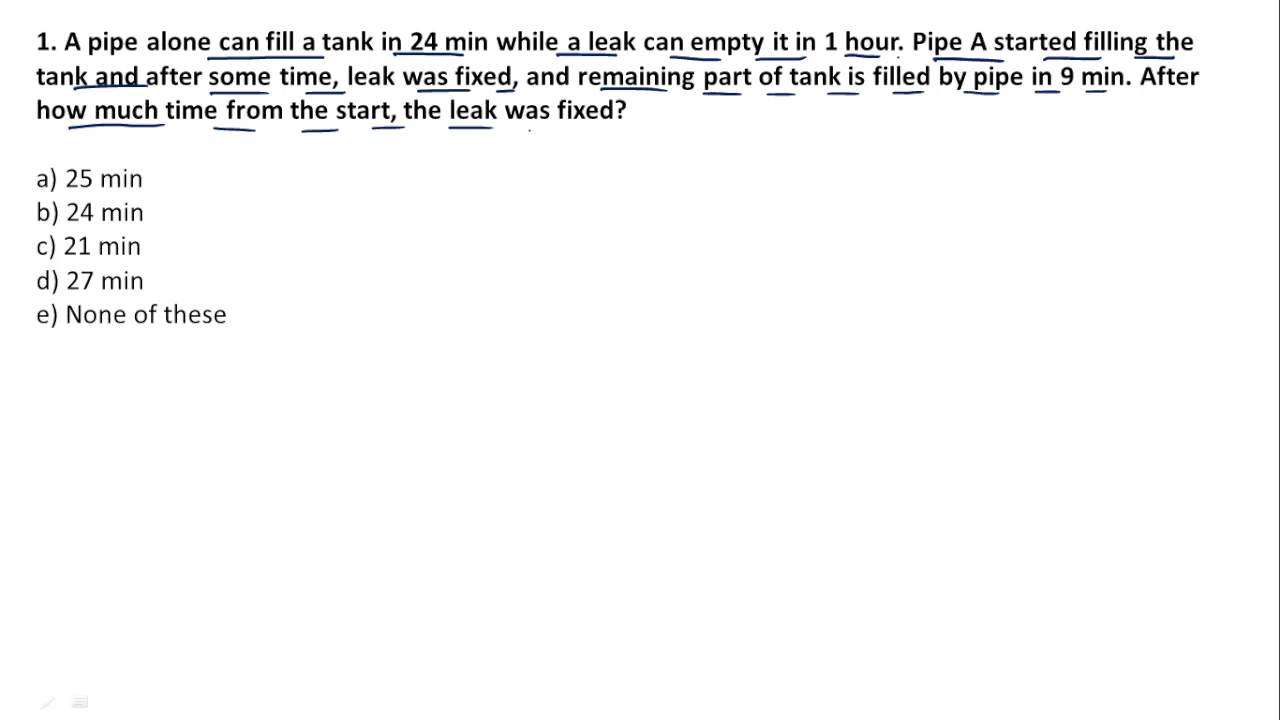 1. A pipe alone can fill a tank in 24 min while a leak can empty it in 1 hour. Pipe A started filling the
tank and after some time, leak was fixed, and remaining part of tank is filled by pipe in 9 min. After
how much time from the start, the leak was fixed?
a) 25 min
b) 24 min
c) 21 min
d) 27 min
e) None of these